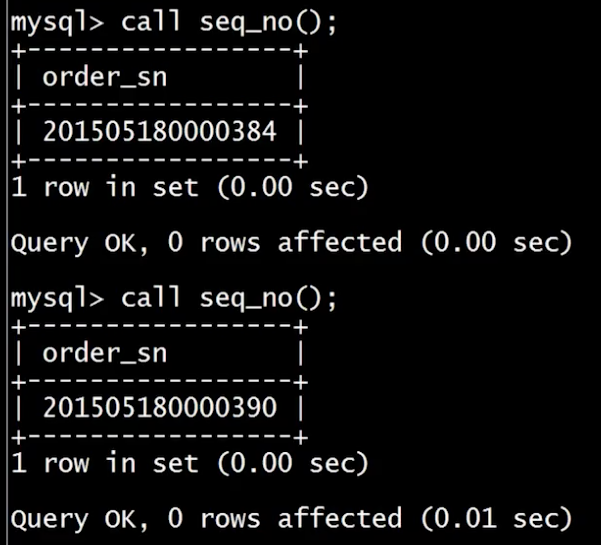 mysql> call seq_no();
+-----------------+
| order_sn        |
+-----------------+
| 201505180000384 |
+-----------------+
1 row in set (0.00 sec)
Query OK, 0 rows affected (0.00 sec)
mysql> call seq_no();
+-----------------+
| order_sn        |
+-----------------+
| 201505180000390 |
+-----------------+
1 row in set (0.00 sec)
Query OK, 0 rows affected (0.01 sec)